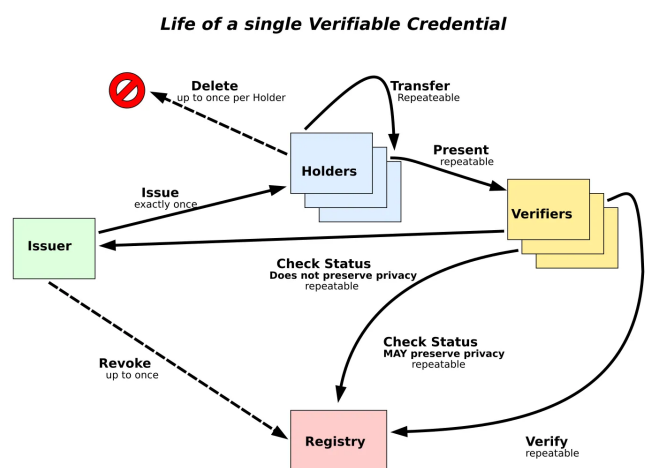 Life of a single Verifiable Credential
Delete
up to once per Holder
Transfer
Repeateable
Present
repeatable
Holders
Issue
exactly once
Verifiers
Issuer
Check Status
Does not preserve privacy
repeatable
Check Status
MAY preserve privacy
repeatable
Revoke
up to once
Registry
Verify
repeatable